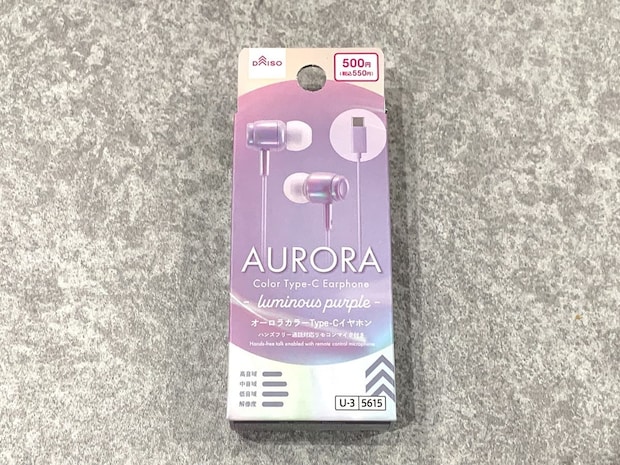 DAISO
500円
(税込550円)
AURORA
Color Type-C Earphone
- luminous purple -
オーロラカラーType-Cイヤホン
ハンズフリー通話対応リモコンマイク付き
Hands-free talk enabled with remote control microphone
高音域
中音域
低音域
解像度
U-3 5615